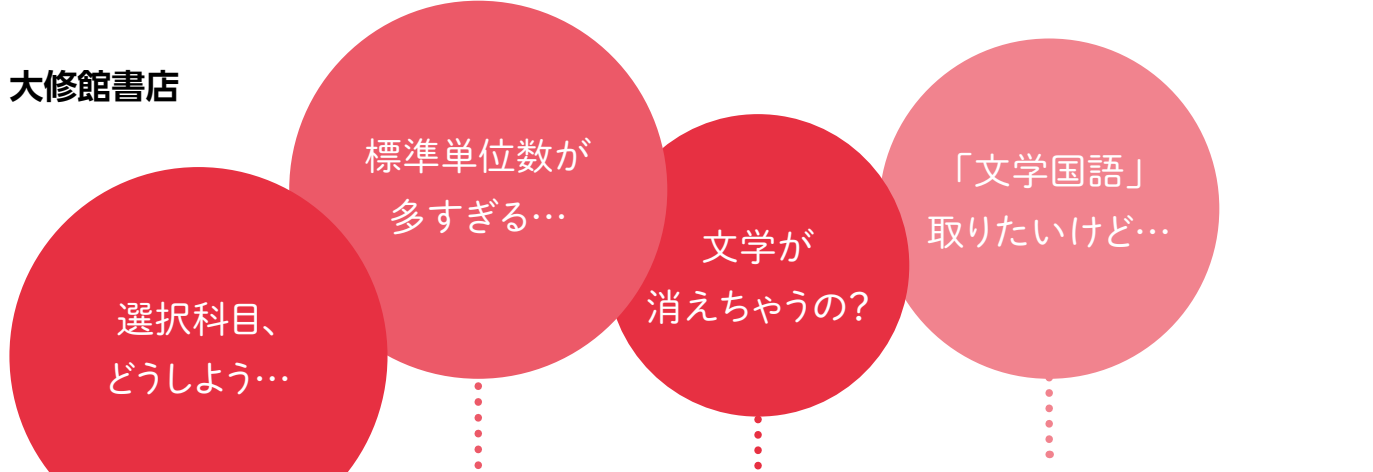 大修館書店
選択科目、
どうしよう…
標準単位数が
多すぎる…
文学が
消えちゃうの?
「文学国語」
取りたいけど…